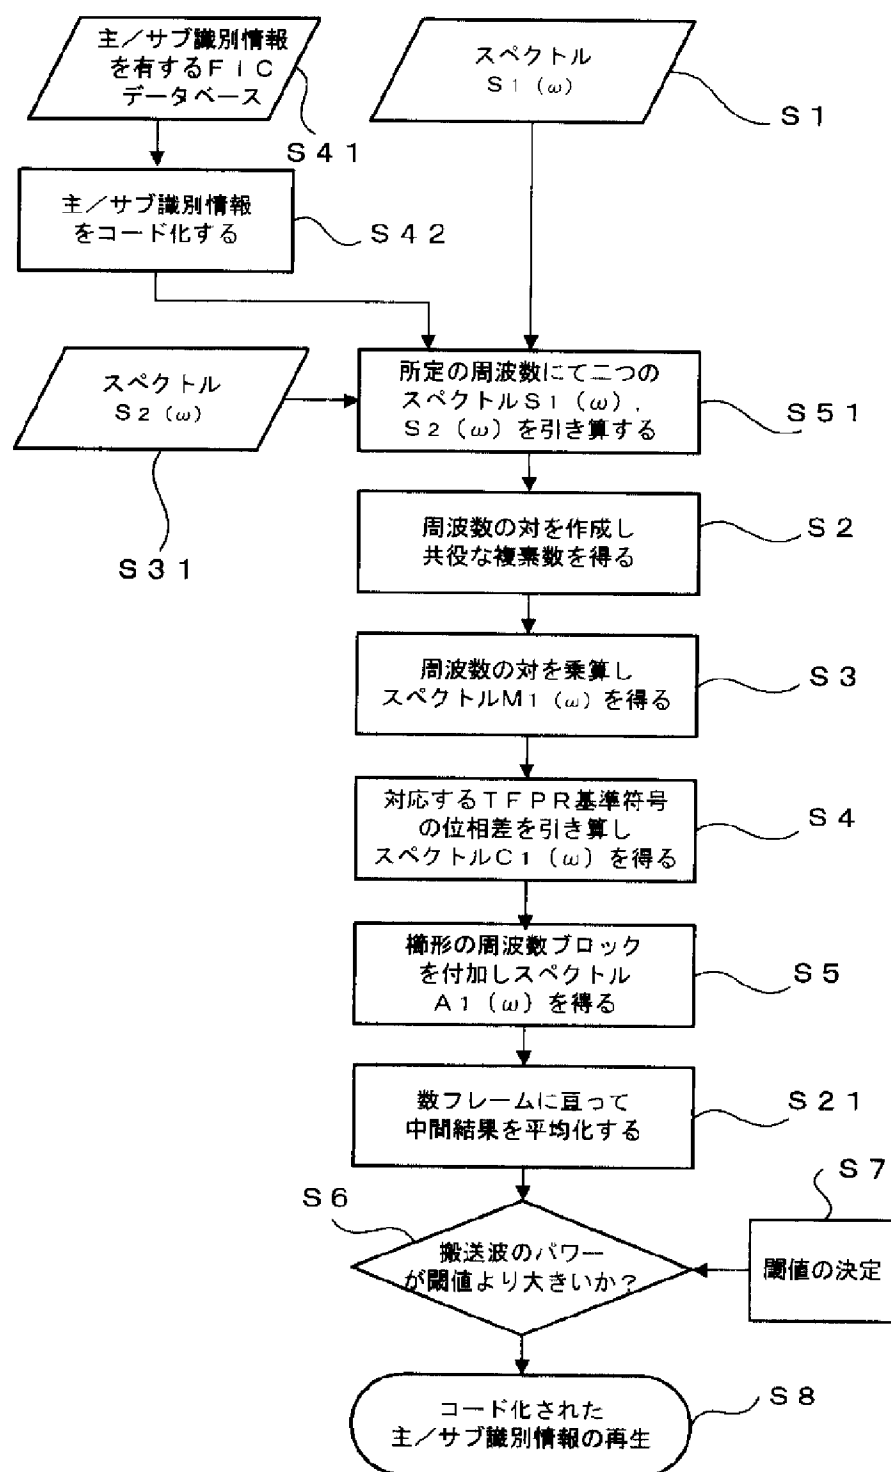 主／サブ識別情報
を有するＦＩＣ
データベース
Ｓ４１
スペクトル
Ｓ１（ω）
Ｓ１
主／サブ識別情報
をコード化する
Ｓ４２
スペクトル
Ｓ２（ω）
Ｓ３１
所定の周波数にて二つの
スペクトルＳ１（ω），
Ｓ２（ω）を引き算する
Ｓ５１
周波数の対を作成し
共役な複素数を得る
Ｓ２
周波数の対を乗算し
スペクトルＭ１（ω）を得る
Ｓ３
対応するＴＦＰＲ基準符号
の位相差を引き算し
スペクトルＣ１（ω）を得る
Ｓ４
櫛形の周波数ブロック
を付加しスペクトル
Ａ１（ω）を得る
Ｓ５
数フレームに亘って
中間結果を平均化する
Ｓ２１
Ｓ６
搬送波のパワー
が閾値より大きいか？
Ｓ７
閾値の決定
コード化された
主／サブ識別情報の再生
Ｓ８